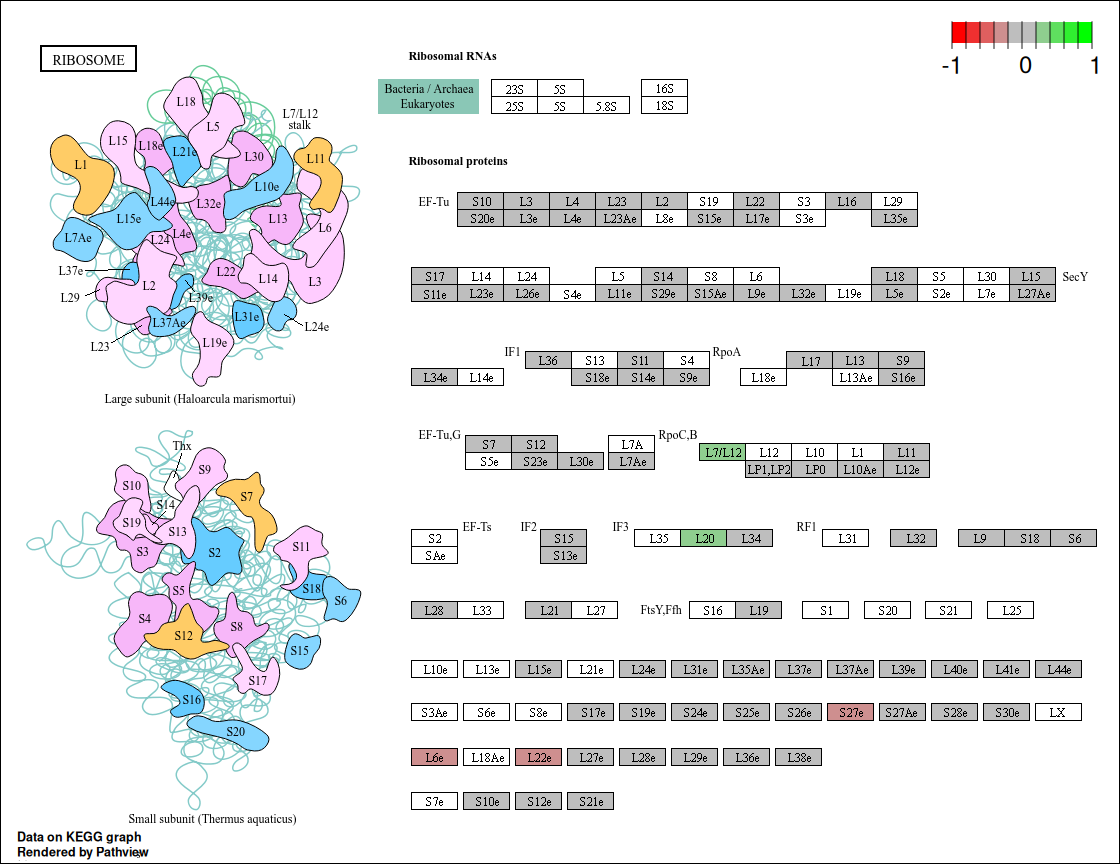 RIBOSOME
-1 0 1
Ribosomal RNAs
Bacteria / Archaea 23S 5S 16S
Eukaryotes 25S 5S 5.8S 18S
Ribosomal proteins
EF-Tu S10 L3 L4 L23 L2 S19 L22 S3 L16 L29
S20e L3e L4e L23Ae L8e S15e L17e S3e L35e
S17 L14 L24 L5 S14 S8 L6 L18 S5 L30 L15 SecY
S11e L23e L26e S4e L11e S29e S15Ae L9e L32e L19e L5e S2e L7e L27Ae
IF1 L36 S13 S11 S4 RpoA L17 L13 S9
L34e L14e S18e S14e S9e L18e L13Ae S16e
EF-Tu,G S7 S12 L7A RpoC,B L7/L12 L12 L10 L1 L11
S5e S23e L30e L7Ae LP1,LP2 LP0 L10Ae L12e
S2 EF-Ts IF2 S15 IF3 L35 L20 L34 RF1 L31 L32 L9 S18 S6
SAe S13e
L28 L33 L21 L27 FtsY,Ffh S16 L19 S1 S20 S21 L25
L10e L13e L15e L21e L24e L31e L35Ae L37e L37Ae L39e L40e L41e L44e
S3Ae S6e S8e S17e S19e S24e S25e S26e S27e S27Ae S28e S30e LX
L6e L18Ae L22e L27e L28e L29e L36e L38e
S7e S10e S12e S21e
L18
L5
L7/L12
stalk
L15 L18e L21e L30 L11
L1
L10e
L44e L32e
L15e L13
L6
L7Ae L24 L4e
L37e L22 L14 L3
L2
L29 L39e
L37Ae L31e L24e
L23 L19e
Large subunit (Haloarcula marismortui)
Thx
S9
S10 S7
S14
S19 S13
S3 S2 S11
S5 S18 S6
S4 S12 S8
S15
S17
S16
S20
Small subunit (Thermus aquaticus)
Data on KEGG graph
Rendered by Pathview